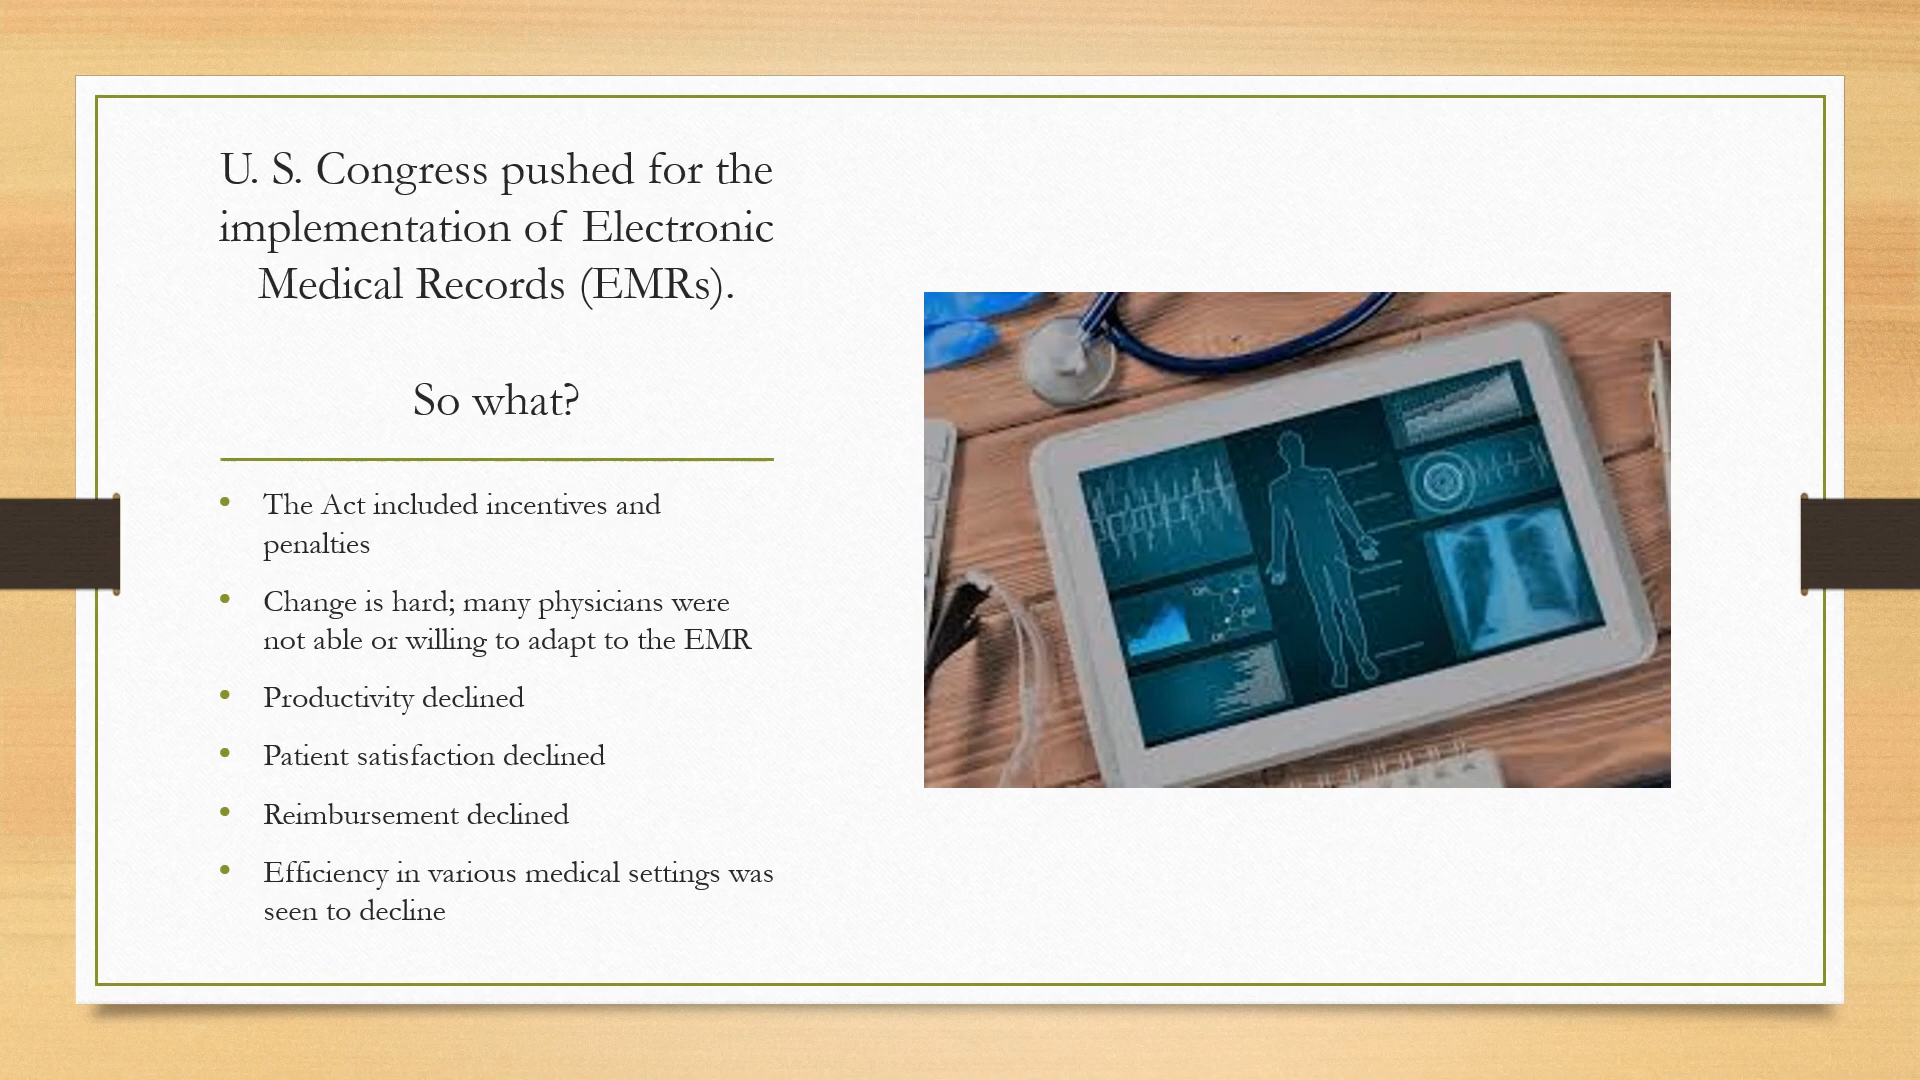 U. S. Congress pushed for the
implementation of Electronic
Medical Records (EMRs).
So what?
• The Act included incentives and
penalties
• Change is hard; many physicians were
not able or willing to adapt to the EMR
• Productivity declined
• Patient satisfaction declined
• Reimbursement declined
• Efficiency in various medical settings was
seen to decline